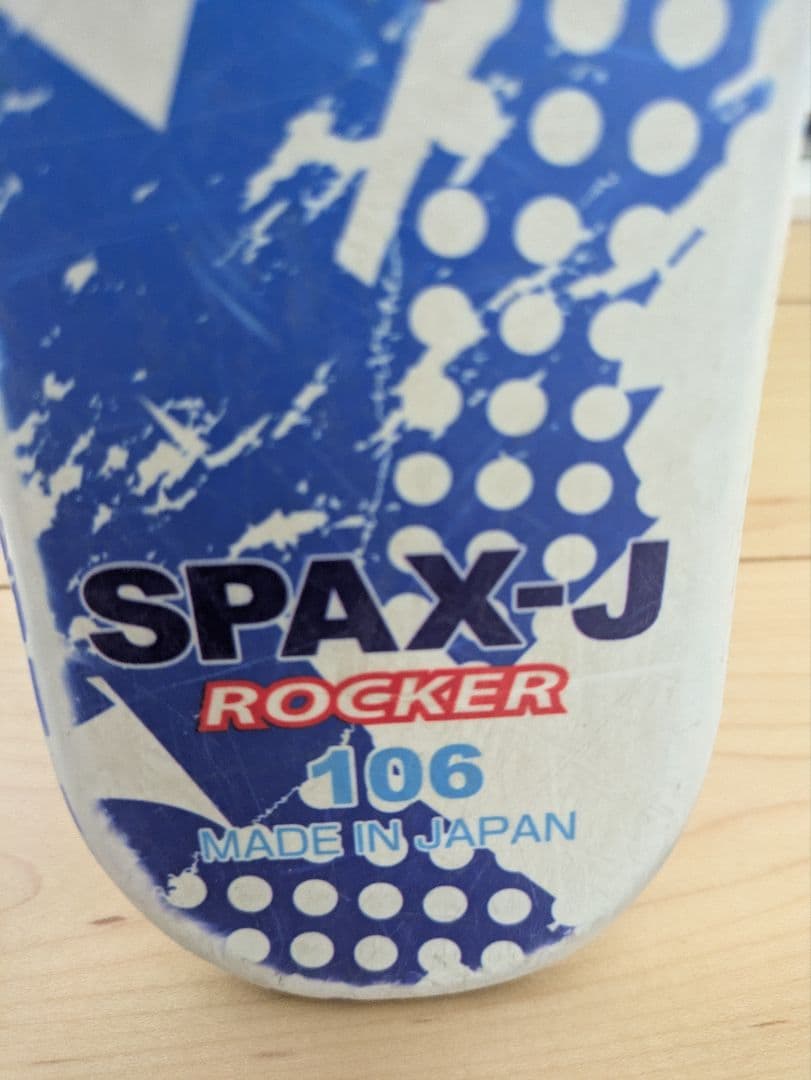 SPAX-J
ROCKER
106
MADE IN JAPAN